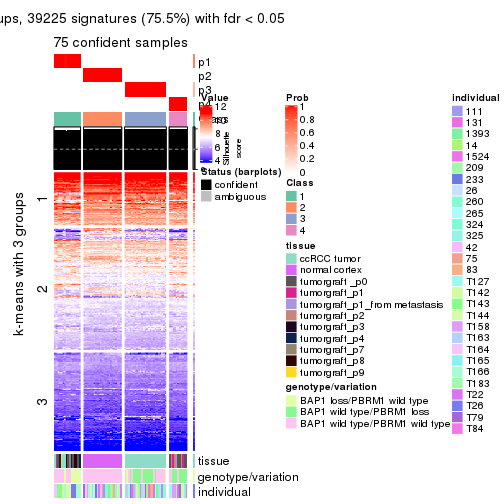 ups, 39225 signatures (75.5%) with fdr < 0.05
75 confident samples
p1
p2
p3
p4
Value
12
10
8
6
4
Silhouette
score
Status (barplots)
confident
ambiguous
Prob
1
0.8
0.6
0.4
0.2
0
Class
1
2
3
4
tissue
ccRCC tumor
normal cortex
tumorgraft_p0
tumorgraft_p1
tumorgraft_p1_from metastasis
tumorgraft_p2
tumorgraft_p3
tumorgraft_p4
tumorgraft_p7
tumorgraft_p8
tumorgraft_p9
genotype/variation
BAP1 loss/PBRM1 wild type
BAP1 wild type/PBRM1 loss
BAP1 wild type/PBRM1 wild type
individual
111
131
1393
14
1524
209
233
26
260
265
324
325
42
75
83
T127
T142
T143
T144
T158
T163
T164
T165
T166
T183
T22
T26
T79
T84
k-means with 3 groups
1
2
3
tissue
genotype/variation
individual